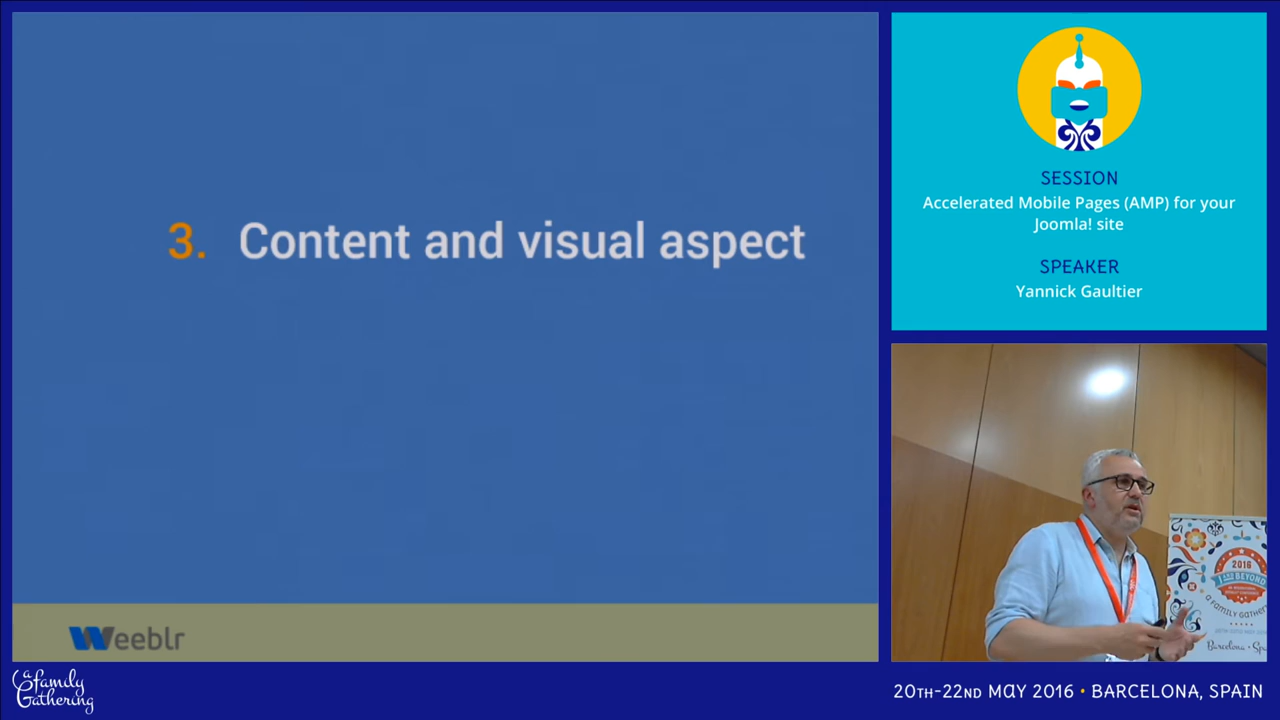 3. Content and visual aspect
Weeblr
SESSION
Accelerated Mobile Pages (AMP) for your
Joomla! site
SPEAKER
Yannick Gaultier
2016
J AND BEYOND
a Family Gathering
Barcelona
a Family
Gathering
20TH-22ND MAY 2016 • BARCELONA, SPAIN